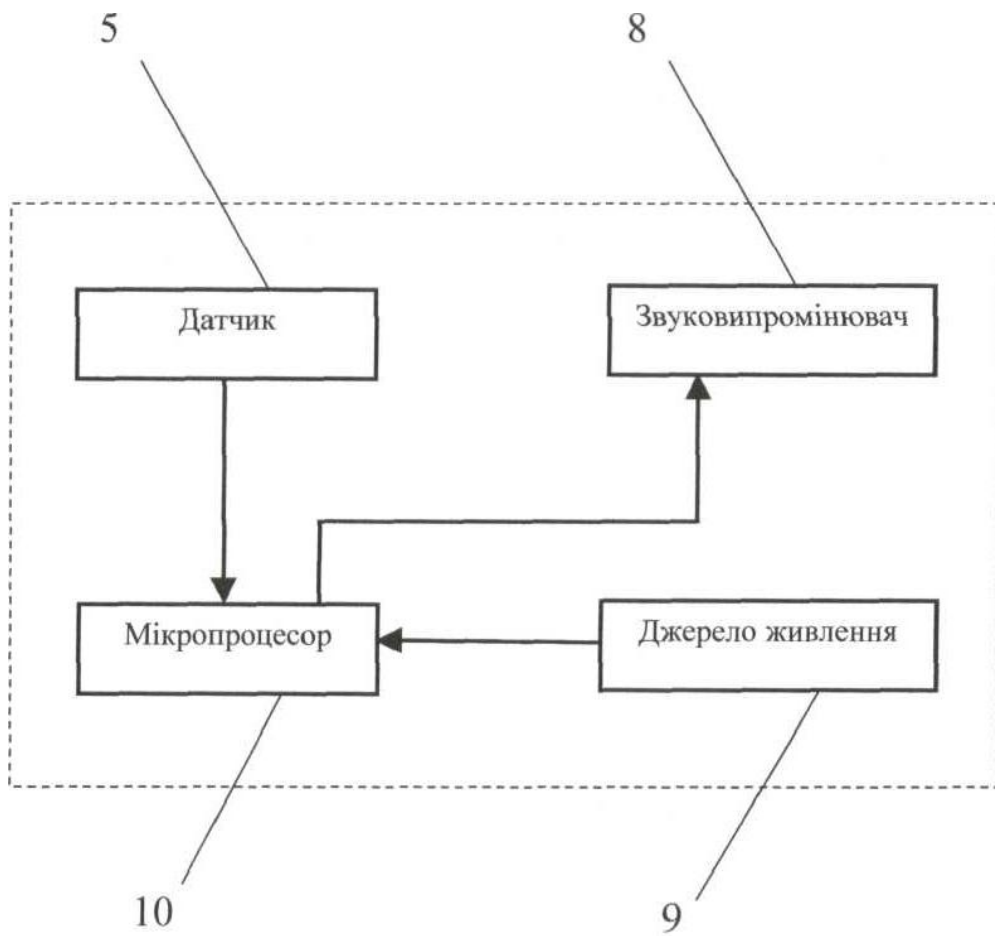 5
8
Датчик
Звуковипромінювач
Мікропроцесор
Джерело живлення
10
9